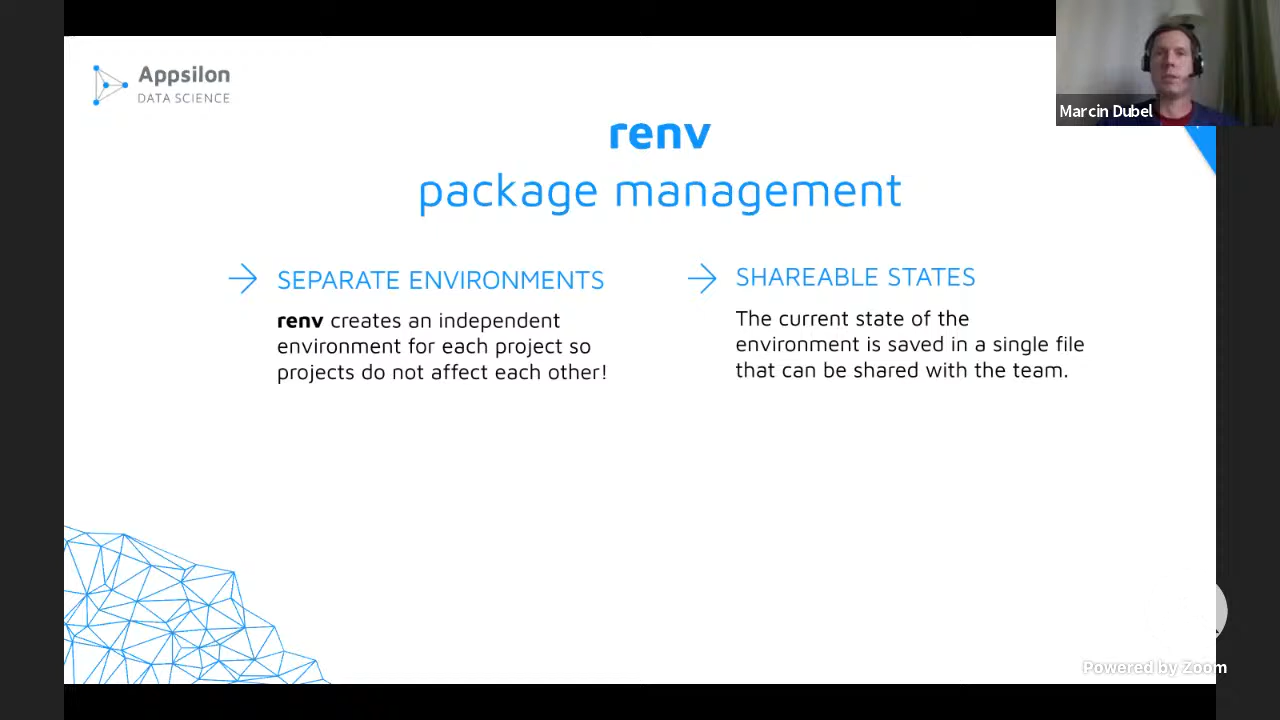 Appsilon
DATA SCIENCE
Marcin Dubel
renv
package management
SEPARATE ENVIRONMENTS
renv creates an independent
environment for each project so
projects do not affect each other!
SHAREABLE STATES
The current state of the
environment is saved in a single file
that can be shared with the team.
Powered by Zoom